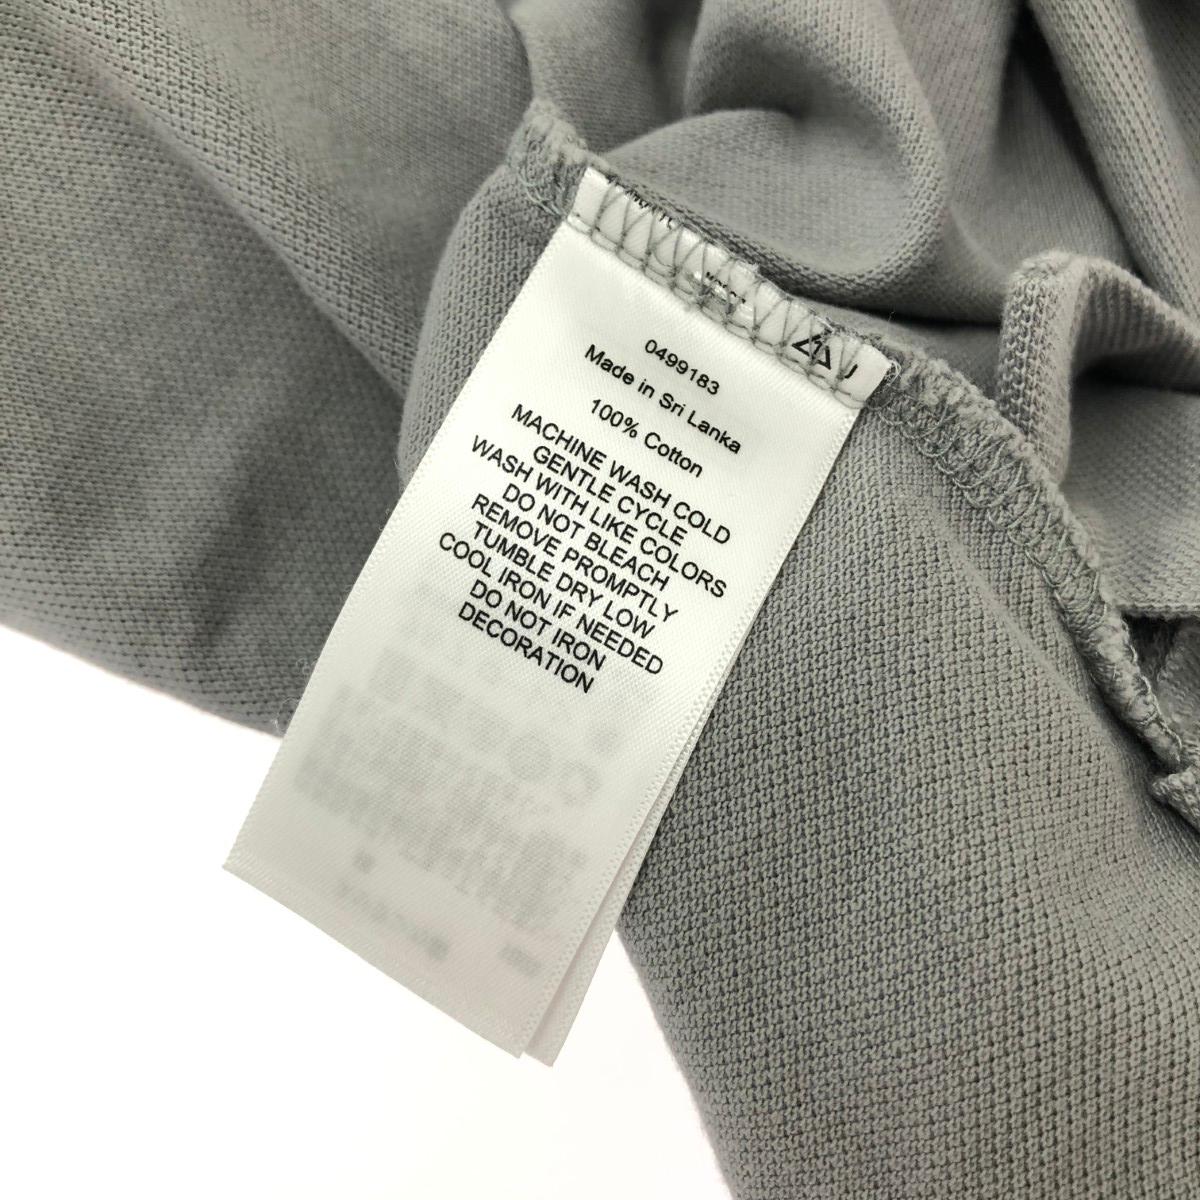 0499183
Made in Sri Lanka
100% Cotton
MACHINE WASH COLD
GENTLE CYCLE
WASH WITH LIKE COLORS
DO NOT BLEACH
REMOVE PROMPTLY
TUMBLE DRY LOW
COOL IRON IF NEEDED
DO NOT IRON
DECORATION